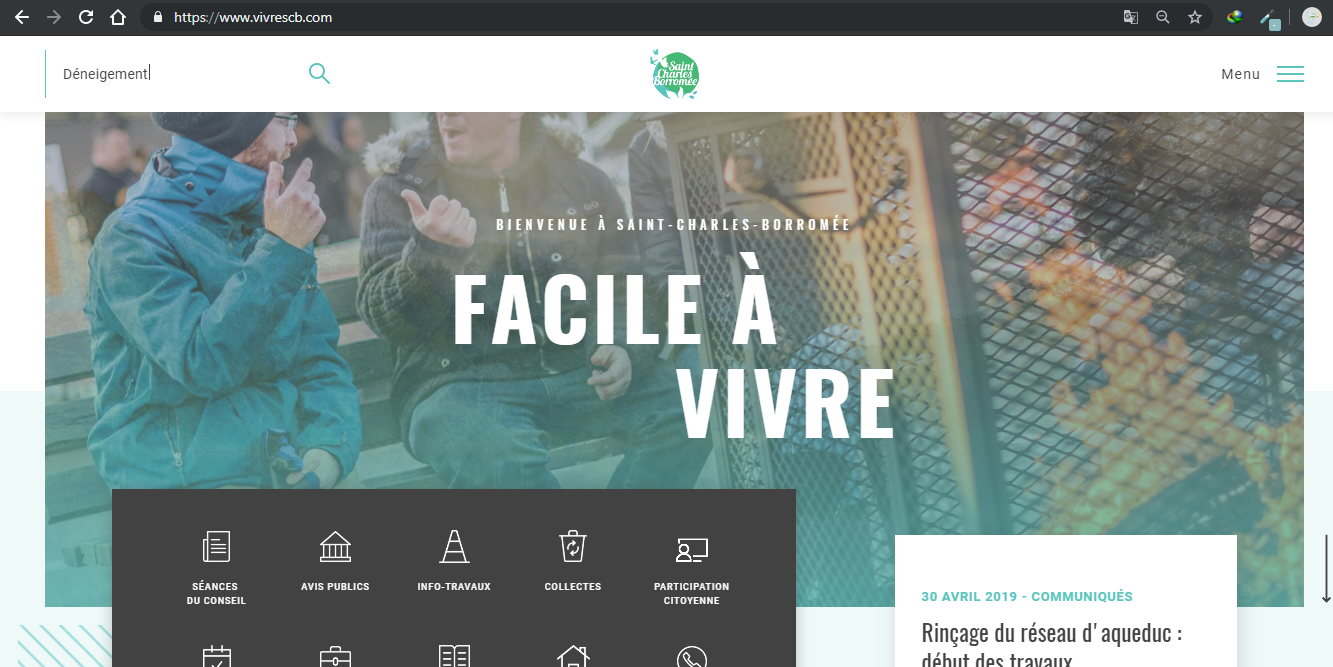 https://www.vivrescb.com
Déneigement
Saint
Charles
Borromée
Menu
BIENVENUE À SAINT-CHARLES-BORROMÉE
FACILE À
VIVRE
SÉANCES
DU CONSEIL
AVIS PUBLICS
INFO-TRAVAUX
COLLECTES
PARTICIPATION
CITOYENNE
30 AVRIL 2019 - COMMUNIQUÉS
Rinçage du réseau d'aqueduc :
début des travaux